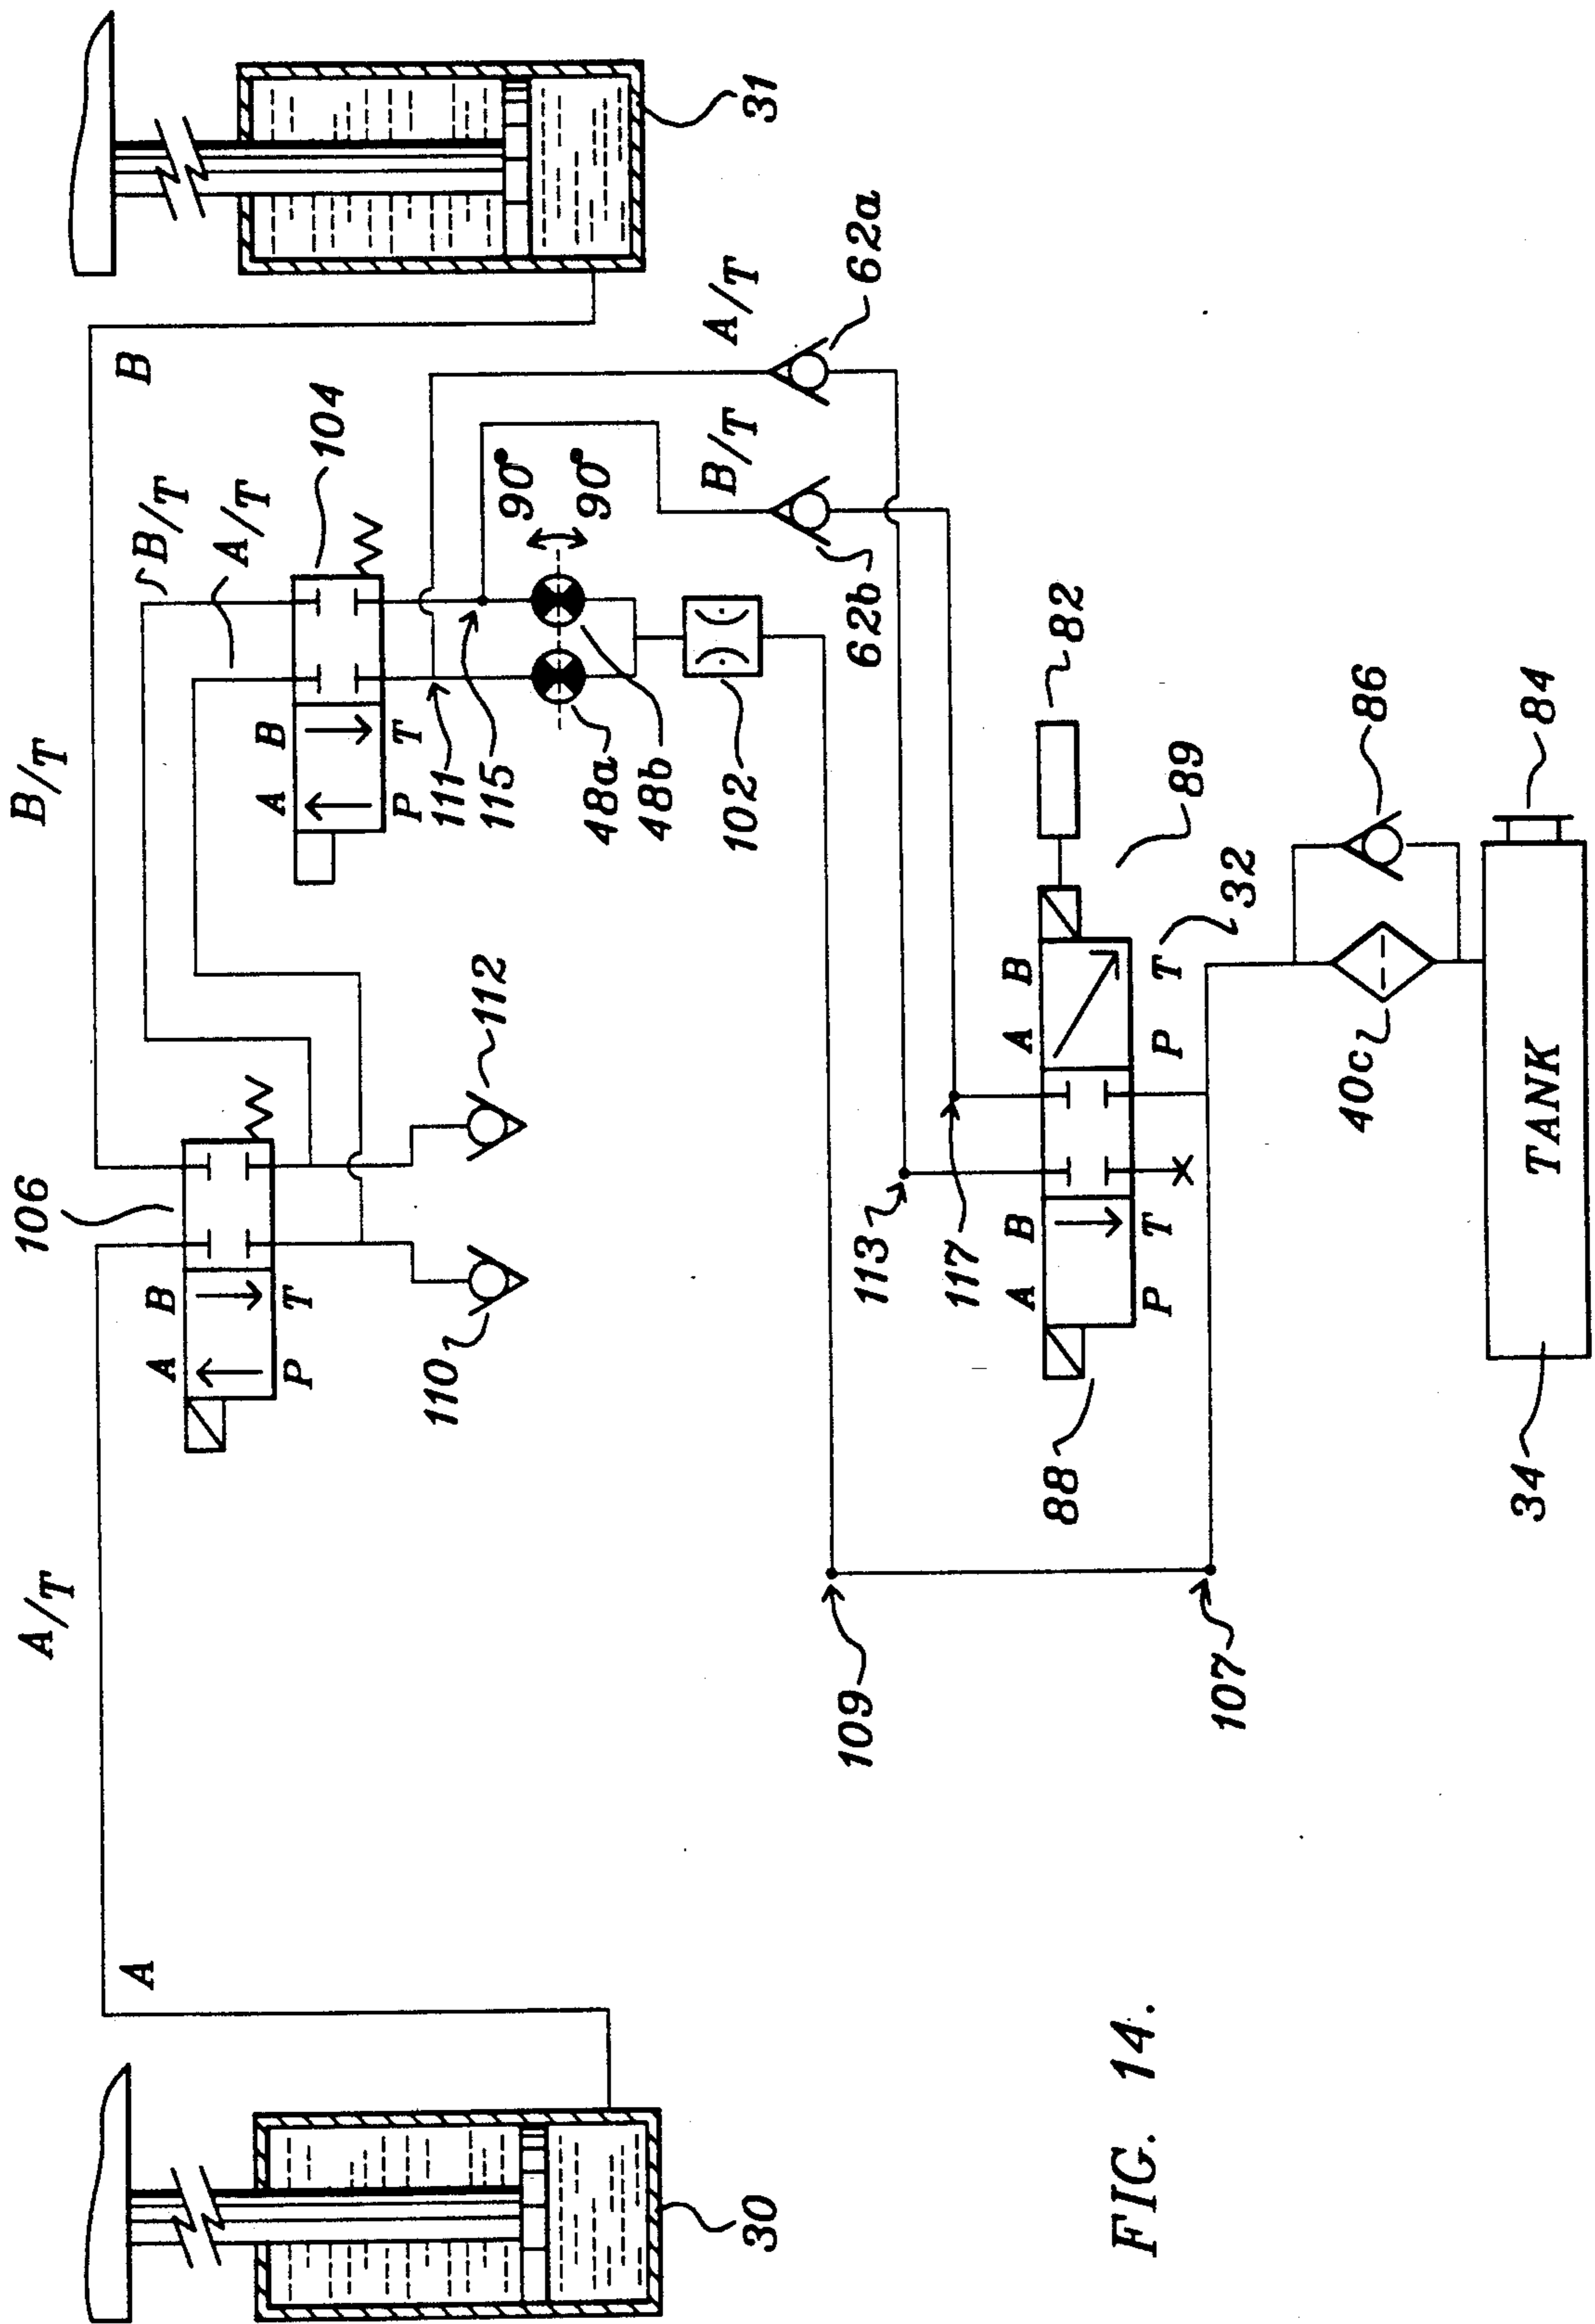 A/T
B/T
A
B
106
B/T
A/T
104
A B
P T
A B
P T
30
31
110
112
111
115
90°
90°
48a
48b
102
B/T
A/T
62b
62a
109
107
113
117
A B
P T
A B
P T
88
89
82
32
40c
86
84
TANK
34
FIG. 14.